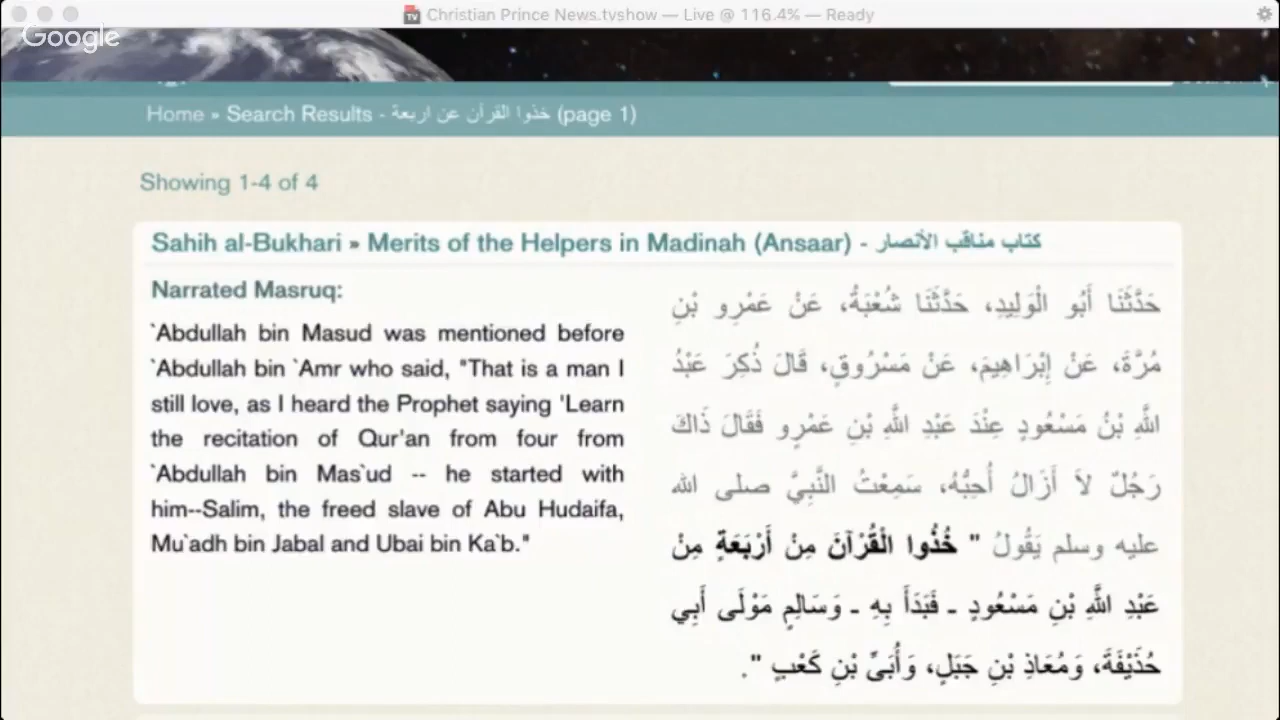 Christian Prince News.tvshow — Live @ 116.4% — Ready
Google
Home » Search Results - خذوا القرآن عن اربعة (page 1)
Showing 1-4 of 4
Sahih al-Bukhari » Merits of the Helpers in Madinah (Ansaar) - كتاب مناقب الأنصار
Narrated Masruq:
`Abdullah bin Masud was mentioned before
`Abdullah bin `Amr who said, "That is a man I
still love, as I heard the Prophet saying 'Learn
the recitation of Qur'an from four from
`Abdullah bin Mas`ud -- he started with
him--Salim, the freed slave of Abu Hudaifa,
Mu`adh bin Jabal and Ubai bin Ka`b."
حَدَّثَنَا أَبُو الْوَلِيدِ، حَدَّثَنَا شُعْبَةُ، عَنْ عَمْرِو بْنِ
مُرَّةَ، عَنْ إِبْرَاهِيمَ، عَنْ مَسْرُوقٍ، قَالَ ذُكِرَ عَبْدُ
اللَّهِ بْنُ مَسْعُودٍ عِنْدَ عَبْدِ اللَّهِ بْنِ عَمْرٍو فَقَالَ ذَاكَ
رَجُلٌ لاَ أَزَالُ أُحِبُّهُ، سَمِعْتُ النَّبِيَّ صلى الله
عليه وسلم يَقُولُ " خُذُوا الْقُرْآنَ مِنْ أَرْبَعَةٍ مِنْ
عَبْدِ اللَّهِ بْنِ مَسْعُودٍ ـ فَبَدَأَ بِهِ ـ وَسَالِمٍ مَوْلَى أَبِي
حُذَيْفَةَ، وَمُعَاذِ بْنِ جَبَلٍ، وَأُبَىِّ بْنِ كَعْبٍ ".